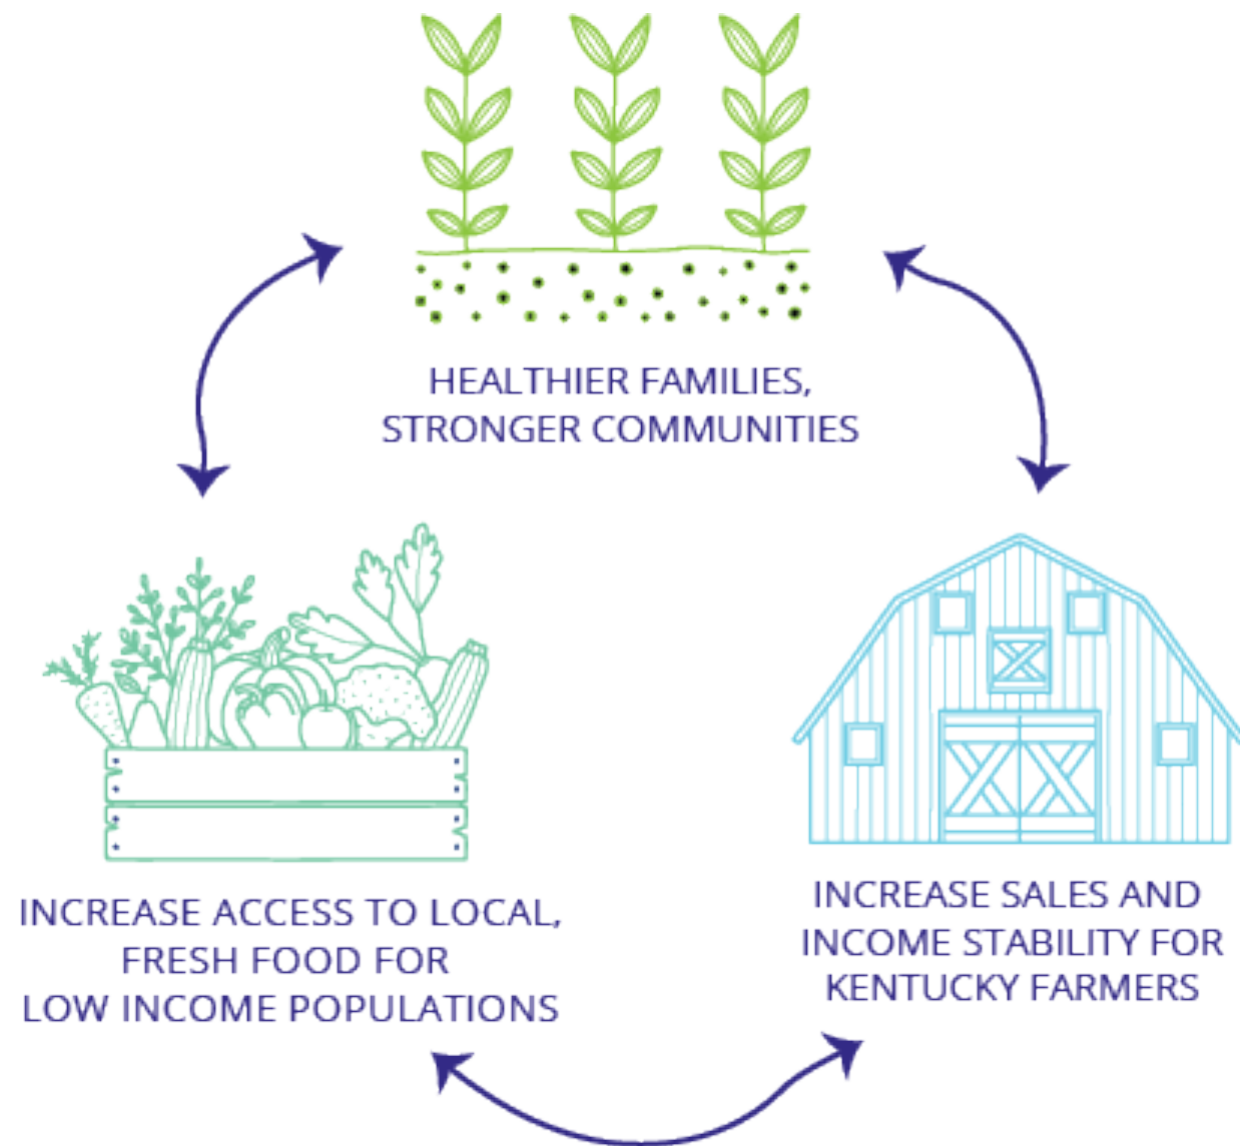 HEALTHIER FAMILIES,
STRONGER COMMUNITIES
INCREASE ACCESS TO LOCAL,
FRESH FOOD FOR
LOW INCOME POPULATIONS
INCREASE SALES AND
INCOME STABILITY FOR
KENTUCKY FARMERS